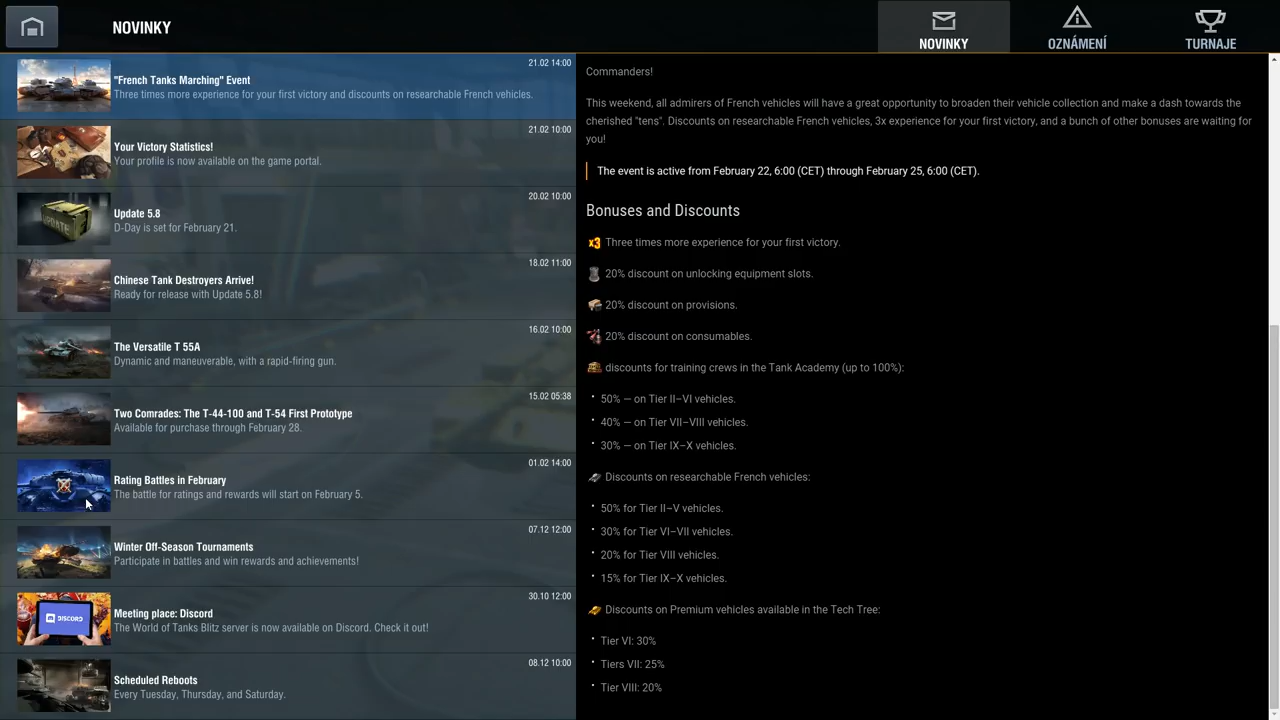 NOVINKY
NOVINKY
OZNÁMENÍ
TURNAJE
"French Tanks Marching" Event
21.02 14:00
Three times more experience for your first victory and discounts on researchable French vehicles.
Your Victory Statistics!
21.02 10:00
Your profile is now available on the game portal.
UPDATE
Update 5.8
20.02 10:00
D-Day is set for February 21.
Chinese Tank Destroyers Arrive!
18.02 11:00
Ready for release with Update 5.8!
The Versatile T 55A
16.02 10:00
Dynamic and maneuverable, with a rapid-firing gun.
Two Comrades: The T-44-100 and T-54 First Prototype
15.02 05:38
Available for purchase through February 28.
Rating Battles in February
01.02 14:00
The battle for ratings and rewards will start on February 5.
Winter Off-Season Tournaments
07.12 12:00
Participate in battles and win rewards and achievements!
DISCORD
Meeting place: Discord
30.10 12:00
The World of Tanks Blitz server is now available on Discord. Check it out!
Scheduled Reboots
08.12 10:00
Every Tuesday, Thursday, and Saturday.
Commanders!
This weekend, all admirers of French vehicles will have a great opportunity to broaden their vehicle collection and make a dash towards the
cherished "tens". Discounts on researchable French vehicles, 3x experience for your first victory, and a bunch of other bonuses are waiting for
you!
The event is active from February 22, 6:00 (CET) through February 25, 6:00 (CET).
Bonuses and Discounts
x3 Three times more experience for your first victory.
20% discount on unlocking equipment slots.
20% discount on provisions.
20% discount on consumables.
discounts for training crews in the Tank Academy (up to 100%):
• 50% — on Tier II–VI vehicles.
• 40% — on Tier VII–VIII vehicles.
• 30% — on Tier IX–X vehicles.
Discounts on researchable French vehicles:
• 50% for Tier II–V vehicles.
• 30% for Tier VI–VII vehicles.
• 20% for Tier VIII vehicles.
• 15% for Tier IX–X vehicles.
Discounts on Premium vehicles available in the Tech Tree:
• Tier VI: 30%
• Tiers VII: 25%
• Tier VIII: 20%